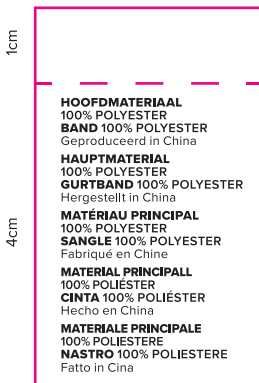 1cm
HOOFDMATERIAAL
100% POLYESTER
BAND 100% POLYESTER
Geproduceerd in China
HAUPTMATERIAL
100% POLYESTER
GURTBAND 100% POLYESTER
Hergestellt in China
4cm
MATÉRIAU PRINCIPAL
100% POLYESTER
SANGLE 100% POLYESTER
Fabriqué en Chine
MATERIAL PRINCIPALL
100% POLIÉSTER
CINTA 100% POLIÉSTER
Hecho en China
MATERIALE PRINCIPALE
100% POLIESTERE
NASTRO 100% POLIESTERE
Fatto in Cina